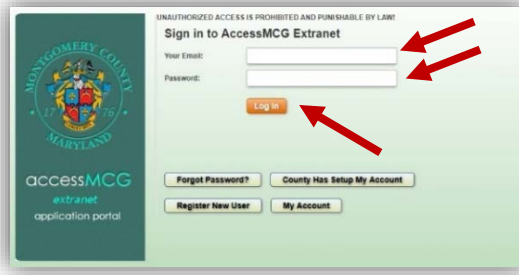 UNAUTHORIZED ACCESS IS PROHIBITED AND PUNISHABLE BY LAW!
Sign in to AccessMCG Extranet
Your Email:
Password:
Log In
Forgot Password?
County Has Setup My Account
Register New User
My Account
MONTGOMERY COUNTY
17 76
MARYLAND
accessMCG
extranet
application portal